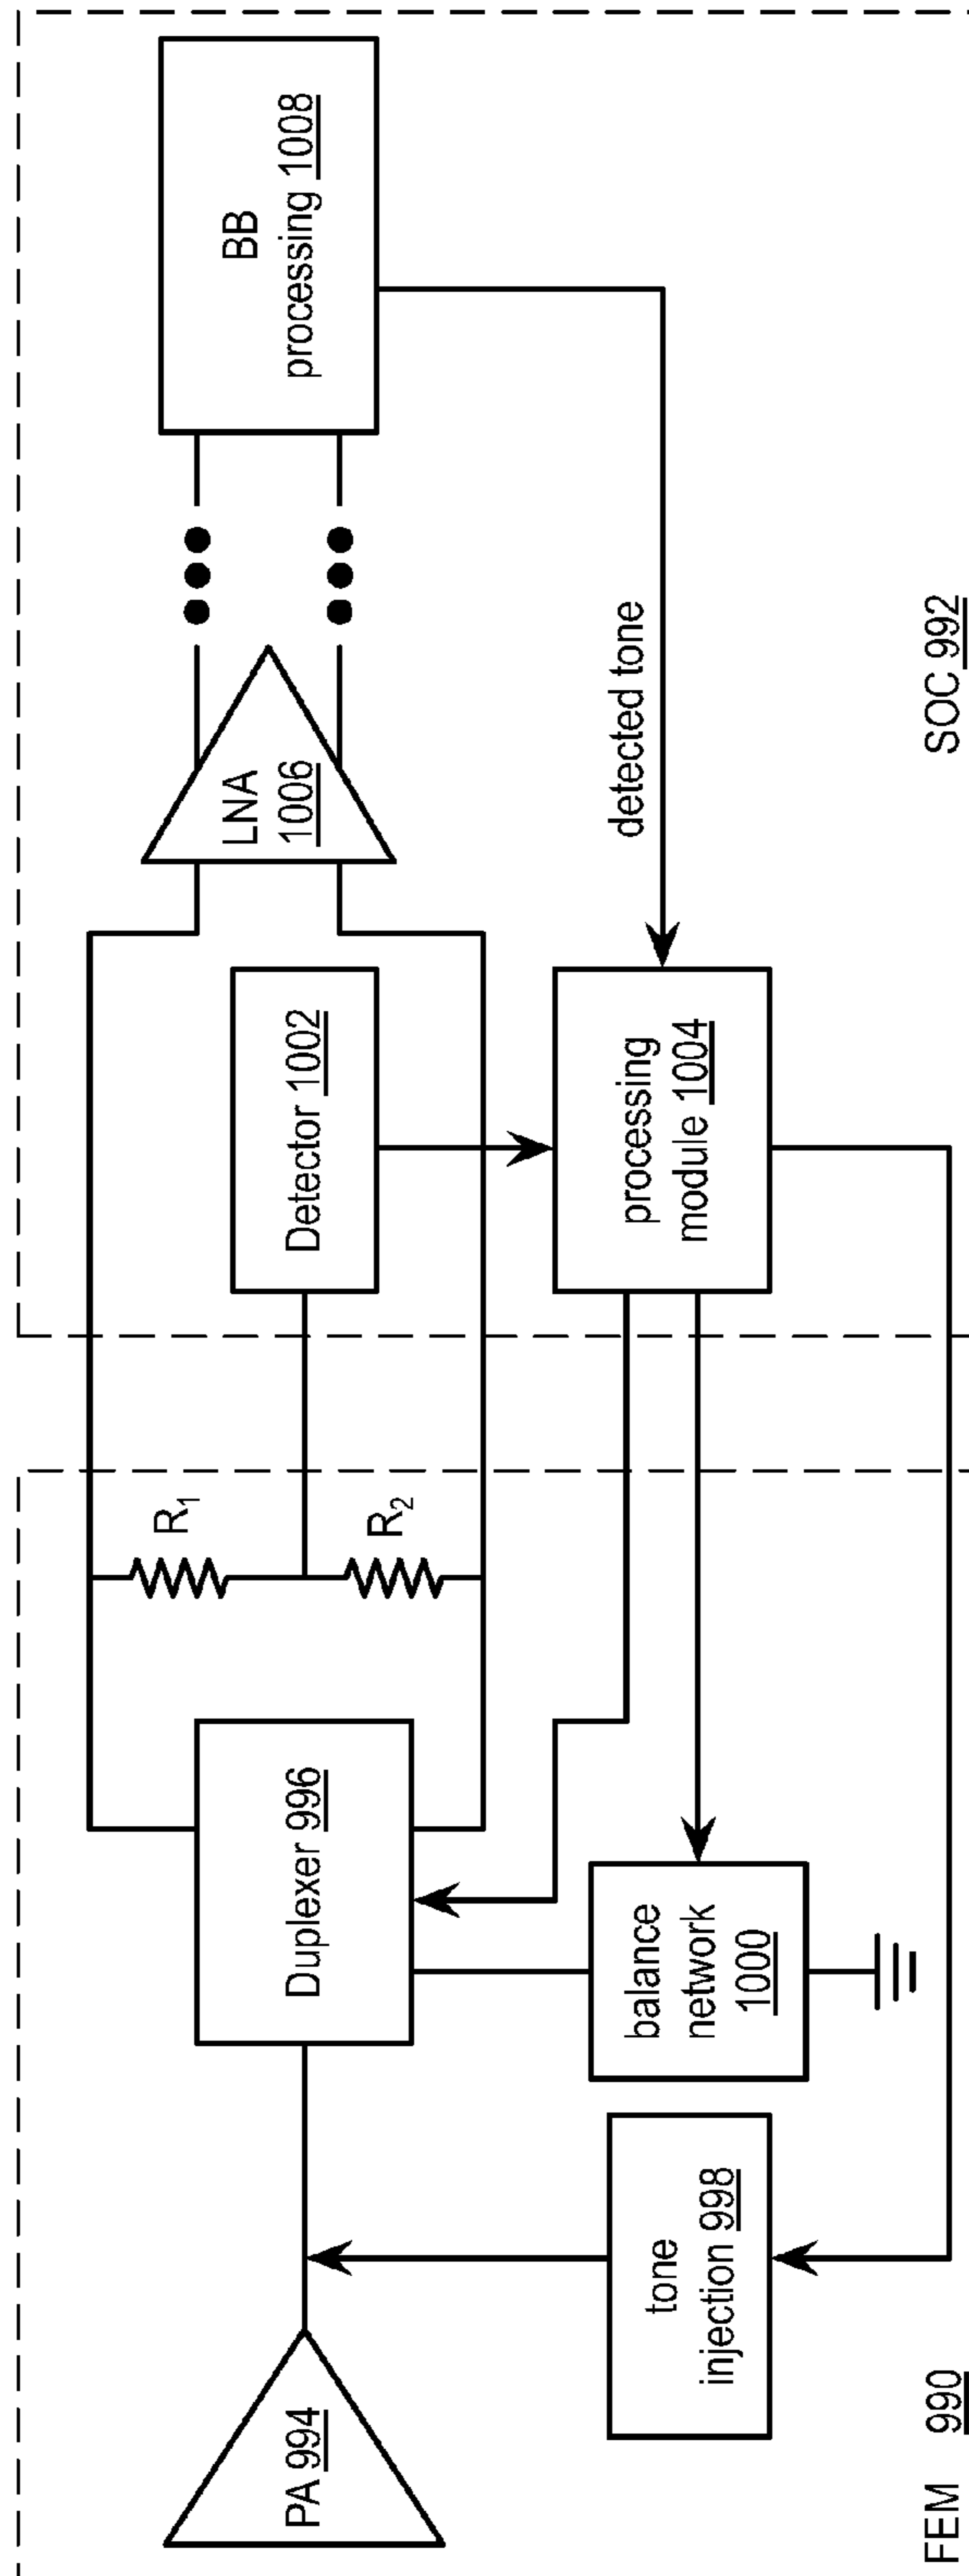 PA 994
Duplexer 996
R1
R2
Detector 1002
LNA
1006
BB
processing 1008
tone
injection 998
balance
network
1000
processing
module 1004
detected tone
FEM 990
SOC 992